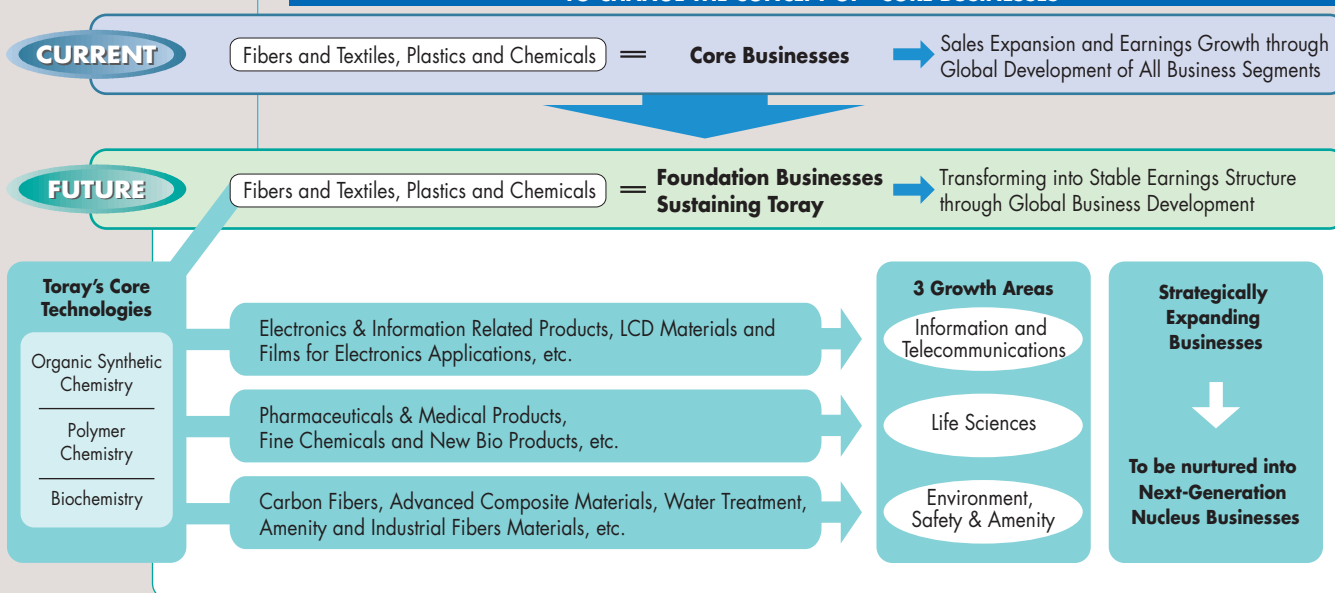 CURRENT
Fibers and Textiles, Plastics and Chemicals
=
Core Businesses
Sales Expansion and Earnings Growth through
Global Development of All Business Segments
FUTURE
Fibers and Textiles, Plastics and Chemicals
=
Foundation Businesses
Sustaining Toray
Transforming into Stable Earnings Structure
through Global Business Development
Toray's Core
Technologies
Organic Synthetic
Chemistry
Polymer
Chemistry
Biochemistry
Electronics & Information Related Products, LCD Materials and
Films for Electronics Applications, etc.
Pharmaceuticals & Medical Products,
Fine Chemicals and New Bio Products, etc.
Carbon Fibers, Advanced Composite Materials, Water Treatment,
Amenity and Industrial Fibers Materials, etc.
3 Growth Areas
Information and
Telecommunications
Life Sciences
Environment,
Safety & Amenity
Strategically
Expanding
Businesses
To be nurtured into
Next-Generation
Nucleus Businesses